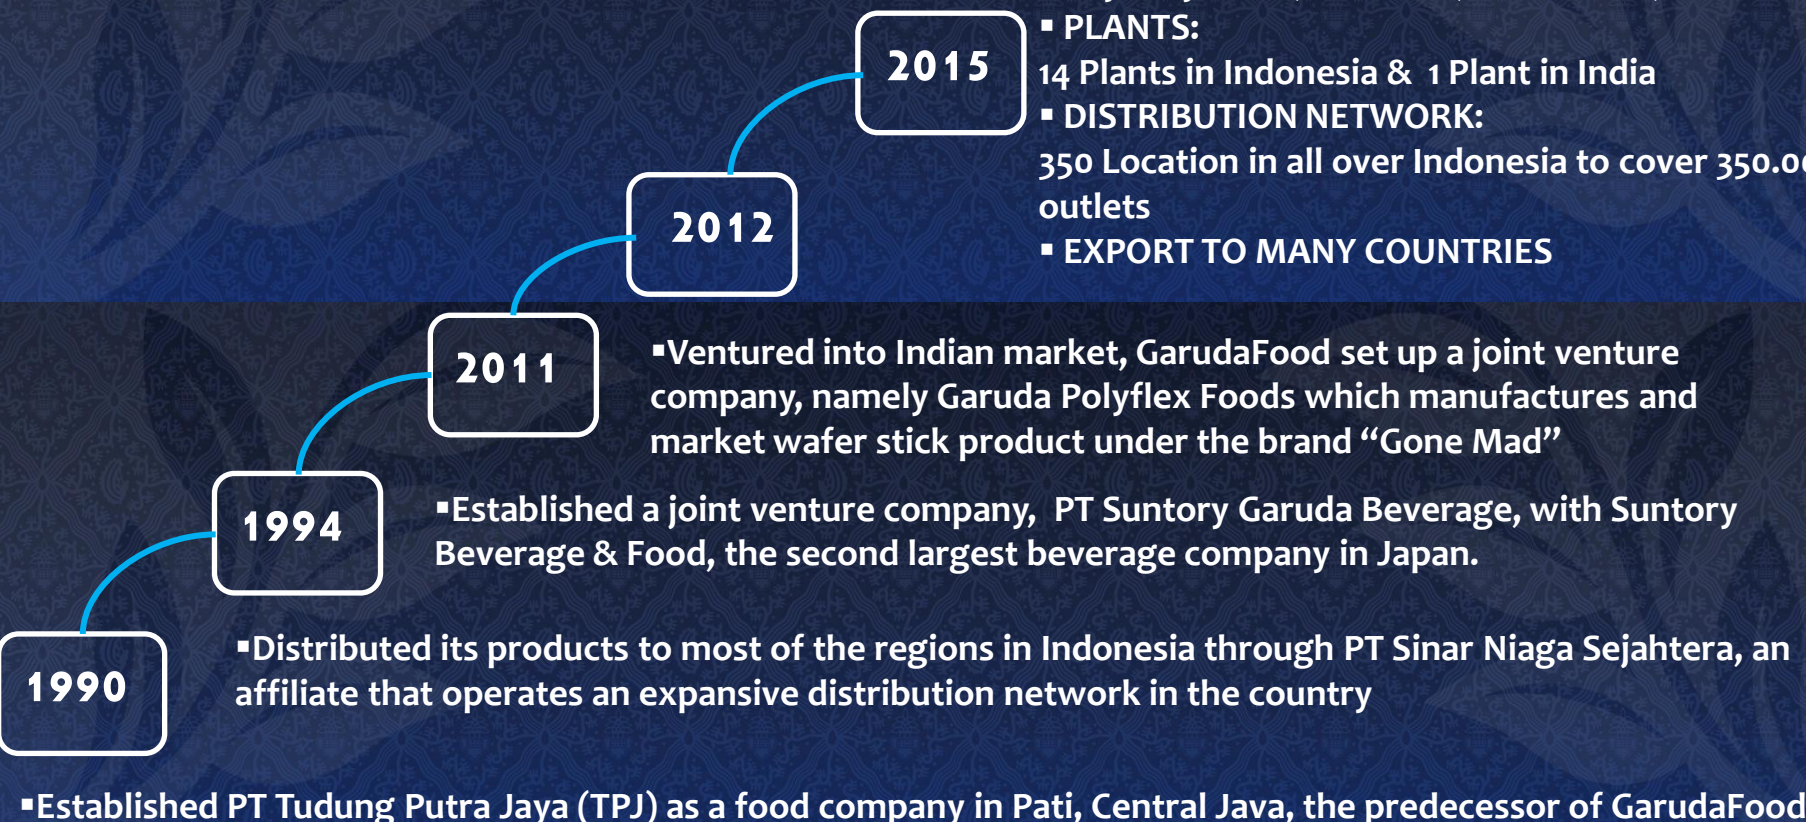 2015
▪ PLANTS:
14 Plants in Indonesia & 1 Plant in India
▪ DISTRIBUTION NETWORK:
350 Location in all over Indonesia to cover
outlets
▪ EXPORT TO MANY COUNTRIES
2012
2011
▪Ventured into Indian market, GarudaFood set up a joint venture
company, namely Garuda Polyflex Foods which manufactures and
market wafer stick product under the brand “Gone Mad”
1994
▪Established a joint venture company, PT Suntory Garuda Beverage, with Suntory
Beverage & Food, the second largest beverage company in Japan.
1990
▪Distributed its products to most of the regions in Indonesia through PT Sinar Niaga Sejahtera, an
affiliate that operates an expansive distribution network in the country
▪Established PT Tudung Putra Jaya (TPJ) as a food company in Pati, Central Java, the predecessor of GarudaFood